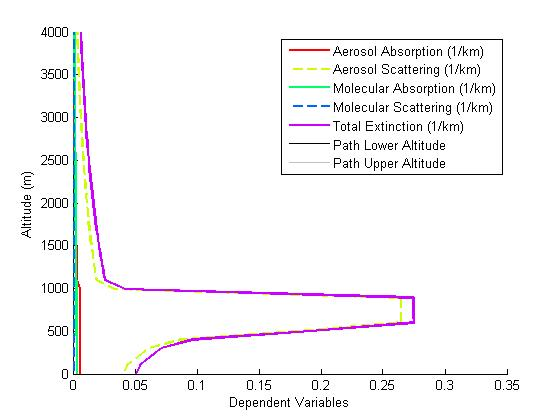 4000
3500
3000
2500
2000
1500
1000
500
0
Altitude (m)
Aerosol Absorption (1/km)
Aerosol Scattering (1/km)
Molecular Absorption (1/km)
Molecular Scattering (1/km)
Total Extinction (1/km)
Path Lower Altitude
Path Upper Altitude
0 0.05 0.1 0.15 0.2 0.25 0.3 0.35
Dependent Variables